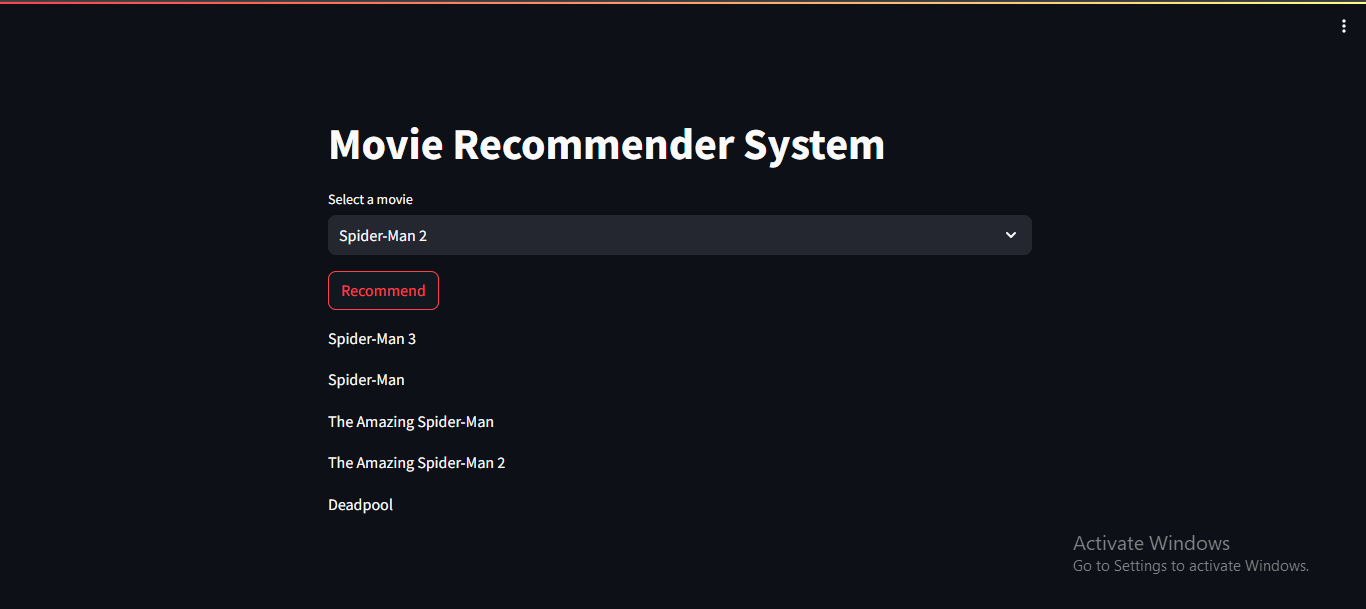 Movie Recommender System
Select a movie
Spider-Man 2
Recommend
Spider-Man 3
Spider-Man
The Amazing Spider-Man
The Amazing Spider-Man 2
Deadpool
Activate Windows
Go to Settings to activate Windows.